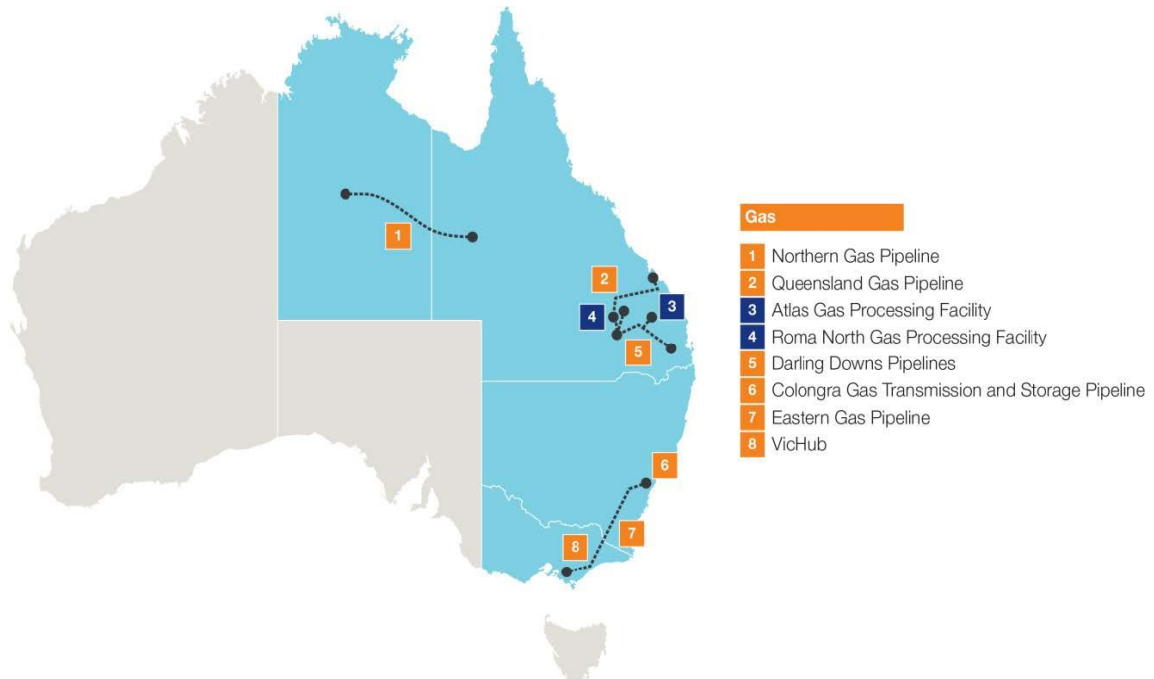 1
2
3
4
5
6
7
8
Gas
1 Northern Gas Pipeline
2 Queensland Gas Pipeline
3 Atlas Gas Processing Facility
4 Roma North Gas Processing Facility
5 Darling Downs Pipelines
6 Colongra Gas Transmission and Storage Pipeline
7 Eastern Gas Pipeline
8 VicHub